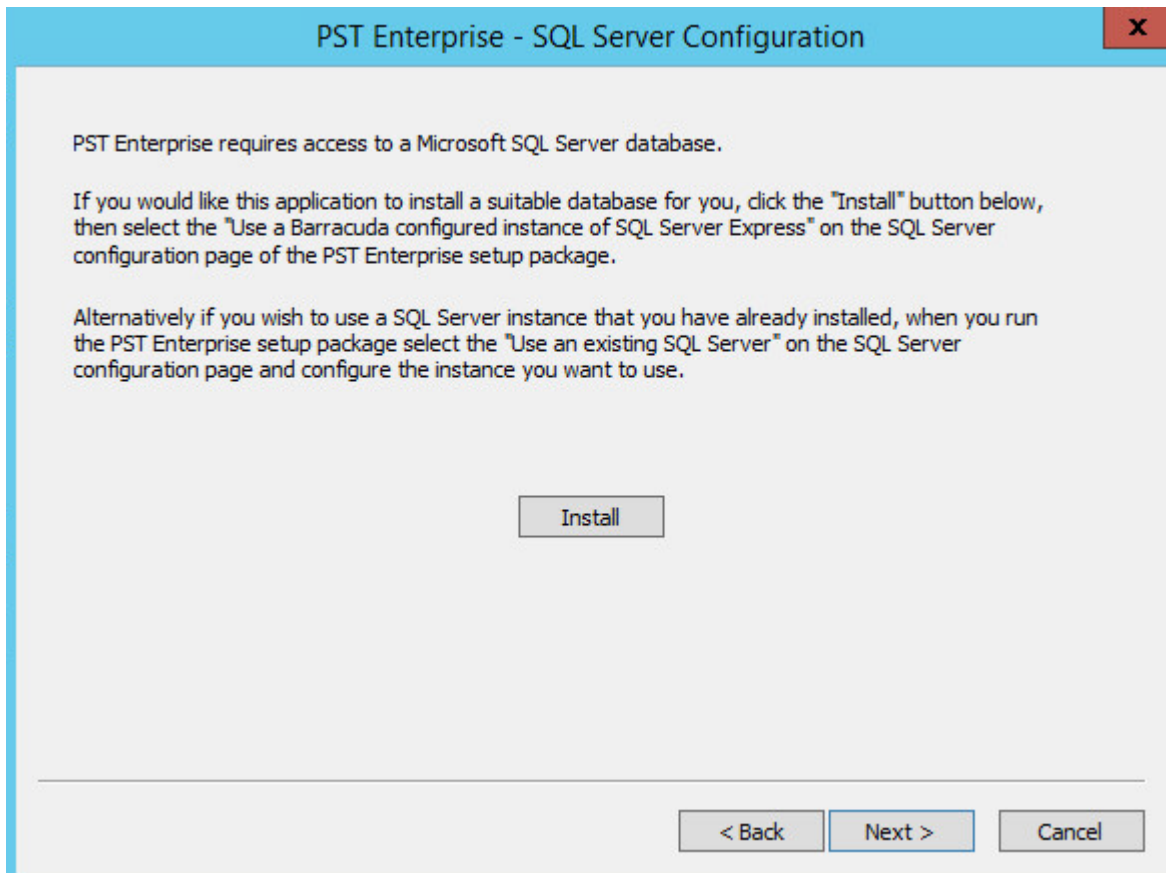 PST Enterprise - SQL Server Configuration
x
PST Enterprise requires access to a Microsoft SQL Server database.
If you would like this application to install a suitable database for you, click the "Install" button below,
then select the "Use a Barracuda configured instance of SQL Server Express" on the SQL Server
configuration page of the PST Enterprise setup package.
Alternatively if you wish to use a SQL Server instance that you have already installed, when you run
the PST Enterprise setup package select the "Use an existing SQL Server" on the SQL Server
configuration page and configure the instance you want to use.
Install
< Back Next > Cancel